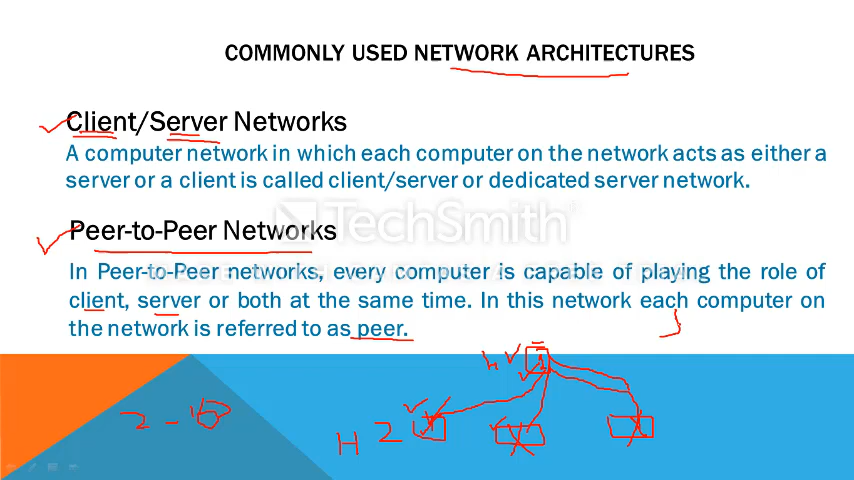 COMMONLY USED NETWORK ARCHITECTURES
Client/Server Networks
A computer network in which each computer on the network acts as either a
server or a client is called client/server or dedicated server network.
TechSmith
Peer-to-Peer Networks
In Peer-to-Peer networks, every computer is capable of playing the role of
client, server or both at the same time. In this network each computer on
the network is referred to as peer.
H 2